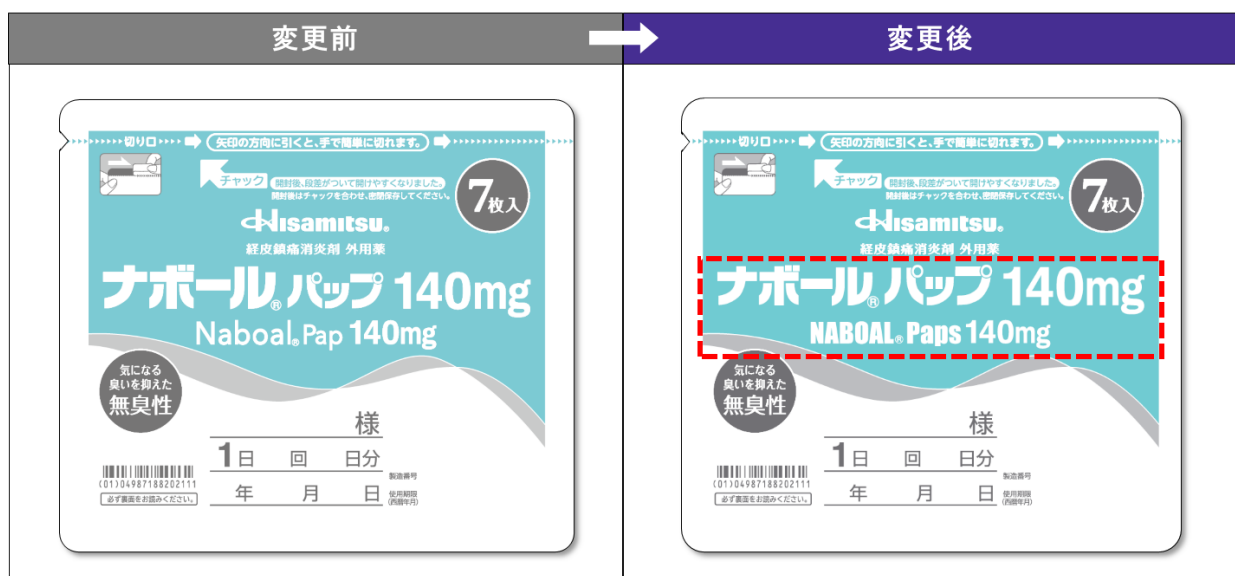 変更前
変更後
切り口
矢印の方向に引くと、手で簡単に切れます。
チャック
開封後、段差がついて開けやすくなりました。
開封後はチャックを合わせ、密閉保存してください。
7枚入
Hisamitsu®
経皮鎮痛消炎剤 外用薬
ナボール®パップ 140mg
Naboal®Pap 140mg
気になる
臭いを抑えた
無臭性
様
1日 回 日分
年 月 日
製造番号
使用期限
(西暦年月)
(01)04987188202111
必ず裏面をお読みください。
切り口
矢印の方向に引くと、手で簡単に切れます。
チャック
開封後、段差がついて開けやすくなりました。
開封後はチャックを合わせ、密閉保存してください。
7枚入
Hisamitsu®
経皮鎮痛消炎剤 外用薬
ナボール®パップ 140mg
NABOAL® Paps 140mg
気になる
臭いを抑えた
無臭性
様
1日 回 日分
年 月 日
製造番号
使用期限
(西暦年月)
(01)04987188202111
必ず裏面をお読みください。